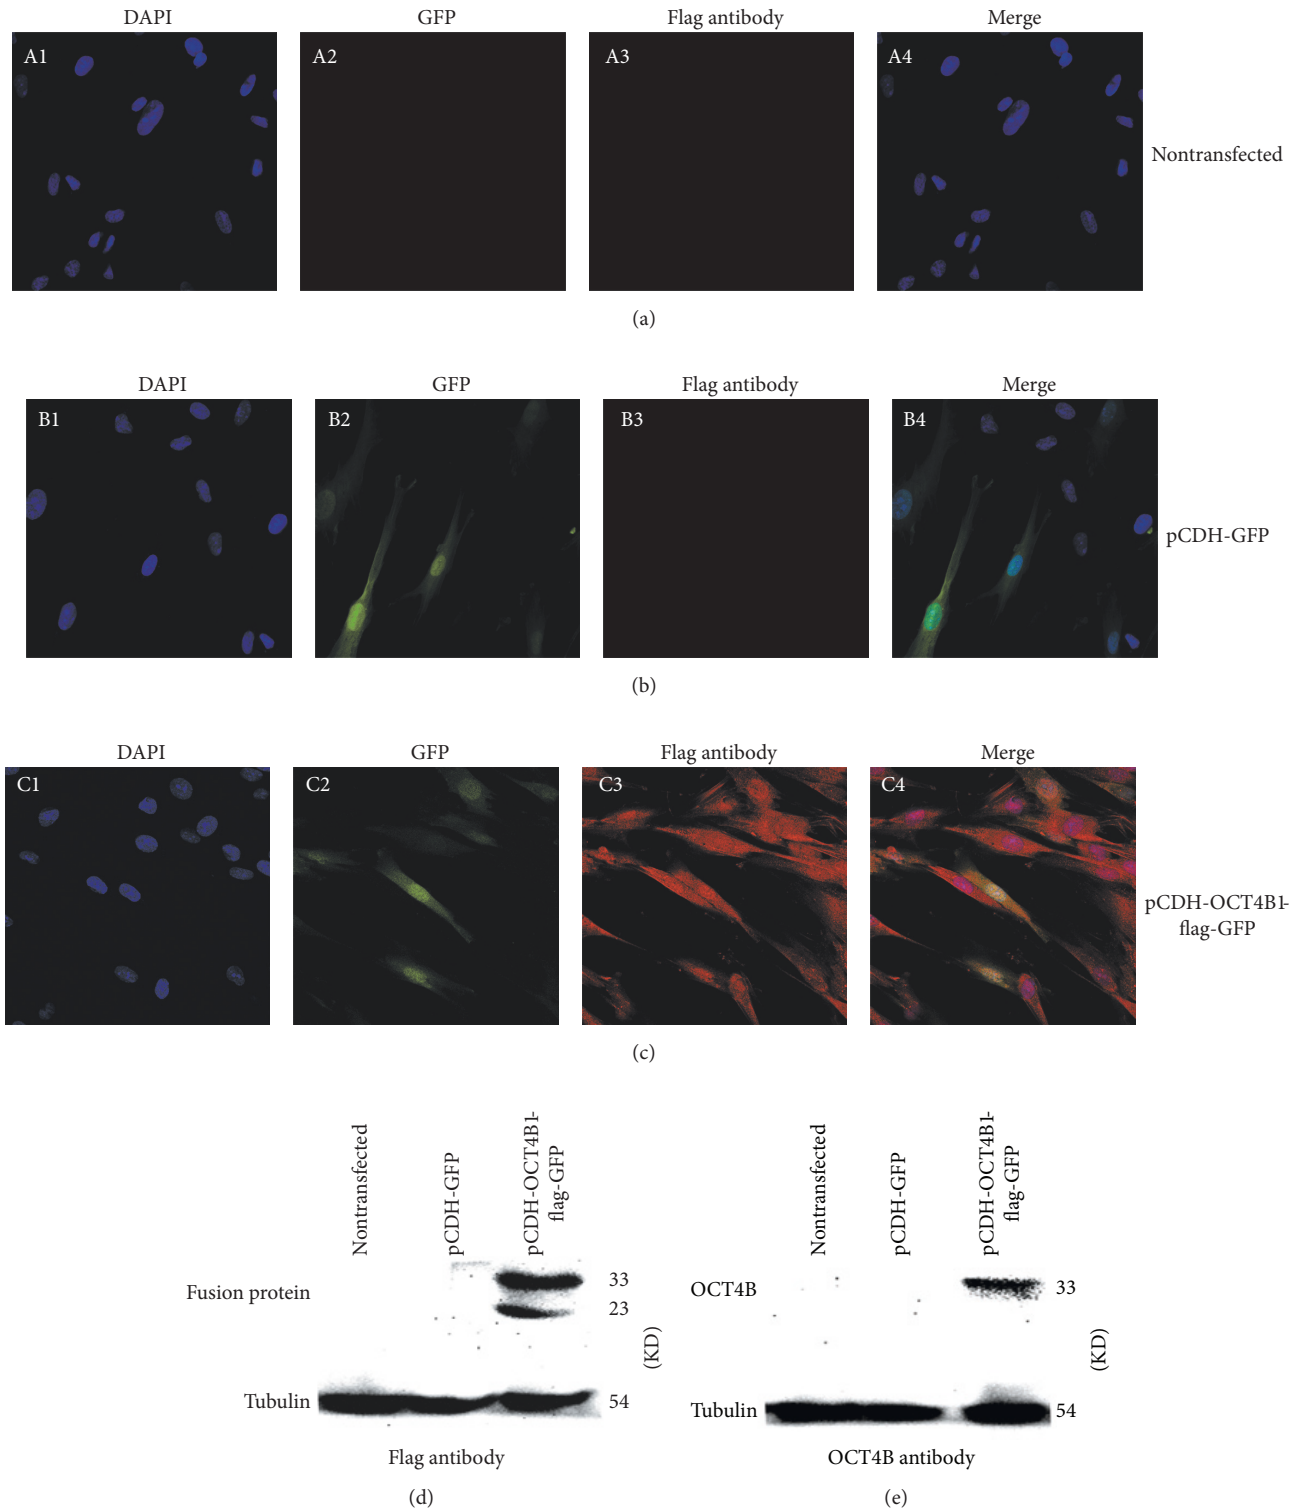 DAPI GFP Flag antibody Merge
A1 A2 A3 A4
Nontransfected
(a)
DAPI GFP Flag antibody Merge
B1 B2 B3 B4
pCDH-GFP
(b)
DAPI GFP Flag antibody Merge
C1 C2 C3 C4
pCDH-OCT4B1-
flag-GFP
(c)
Nontransfected
pCDH-GFP
pCDH-OCT4B1-
flag-GFP
Fusion protein
33
23
(KD)
Tubulin
54
Flag antibody
(d)
Nontransfected
pCDH-GFP
pCDH-OCT4B1-
flag-GFP
OCT4B
33
(KD)
Tubulin
54
OCT4B antibody
(e)